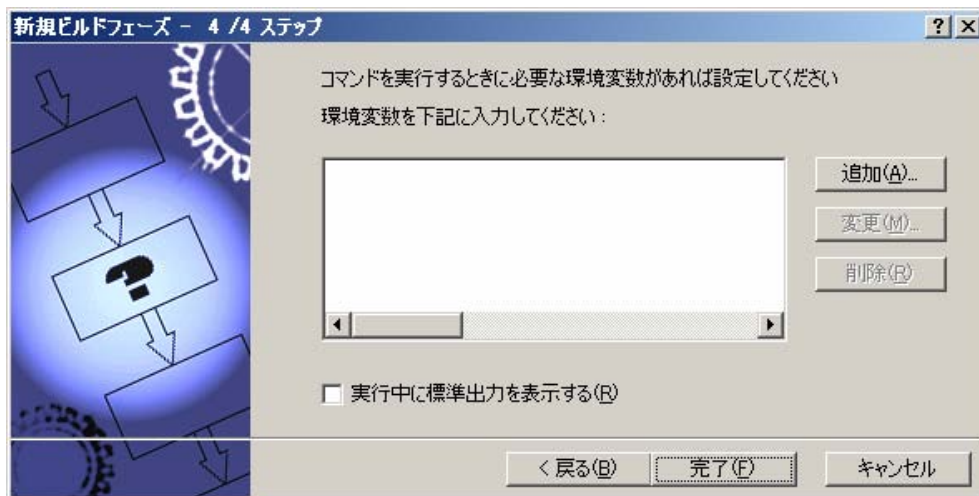 新規ビルドフェーズ - 4 /4 ステップ
コマンドを実行するときに必要な環境変数があれば設定してください
環境変数を下記に入力してください :
追加(A)...
変更(M)...
削除(R)
実行中に標準出力を表示する(R)
< 戻る(B)
完了(F)
キャンセル